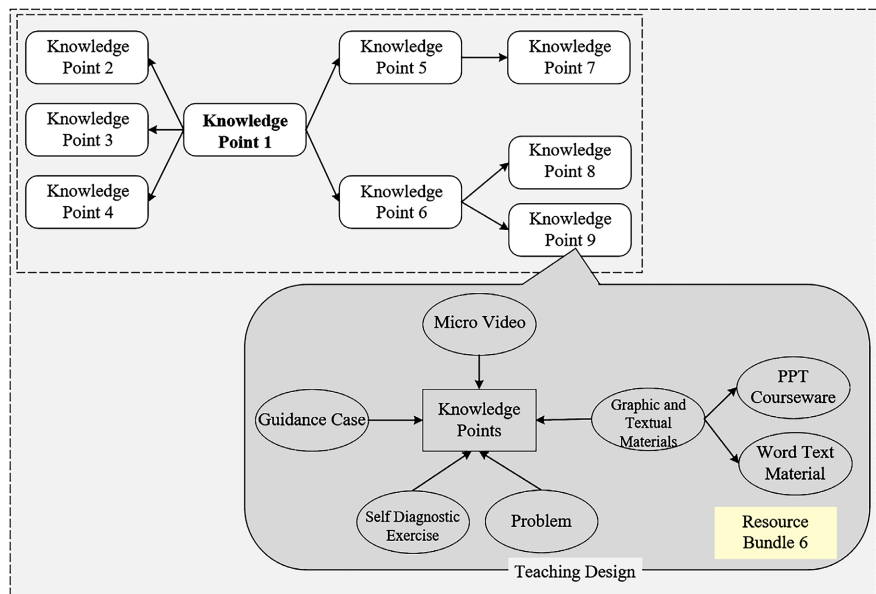 Knowledge
Point 2
Knowledge
Point 3
Knowledge
Point 4
Knowledge
Point 1
Knowledge
Point 5
Knowledge
Point 6
Knowledge
Point 7
Knowledge
Point 8
Knowledge
Point 9
Micro Video
Guidance Case
Knowledge
Points
Graphic and
Textual
Materials
PPT
Courseware
Word Text
Material
Self Diagnostic
Exercise
Problem
Resource
Bundle 6
Teaching Design